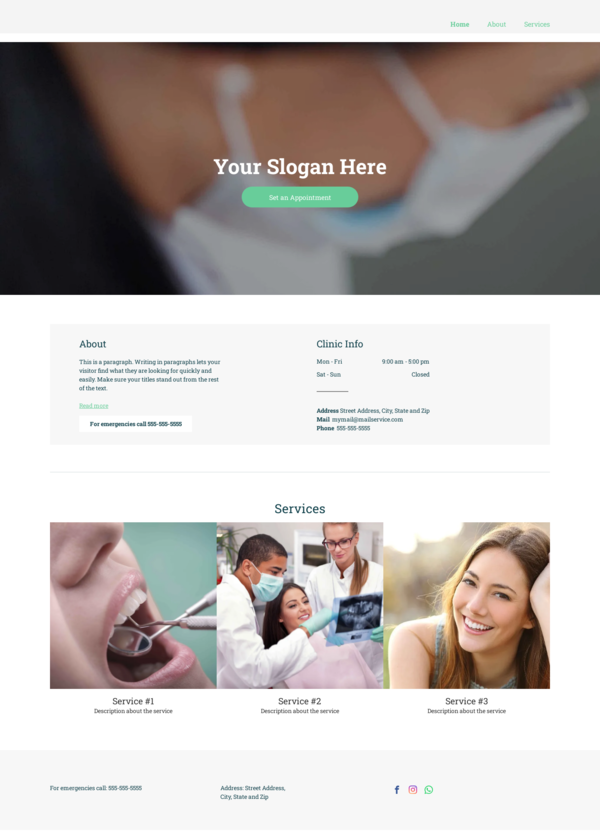 Home About Services
Your Slogan Here
Set an Appointment
About
This is a paragraph. Writing in paragraphs lets your
visitor find what they are looking for quickly and
easily. Make sure your titles stand out from the rest
of the text.
Read more
For emergencies call 555-555-5555
Clinic Info
Mon - Fri 9:00 am - 5:00 pm
Sat - Sun Closed
Address Street Address, City, State and Zip
Mail mymail@mailservice.com
Phone 555-555-5555
Services
Service #1
Description about the service
Service #2
Description about the service
Service #3
Description about the service
For emergencies call: 555-555-5555
Address: Street Address,
City, State and Zip